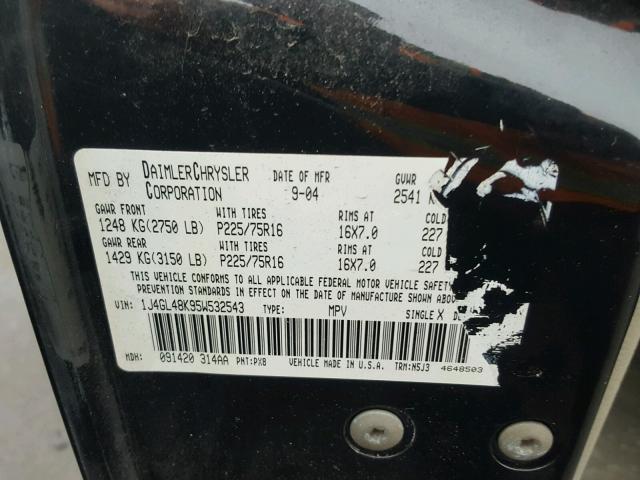 MFD BY DAIMLERCHRYSLER CORPORATION DATE OF MFR 9-04 GVWR 2541 K
GAWR FRONT WITH TIRES RIMS AT COLD
1248 KG(2750 LB) P225/75R16 16X7.0 227
GAWR REAR WITH TIRES RIMS AT COLD
1429 KG(3150 LB) P225/75R16 16X7.0 227
THIS VEHICLE CONFORMS TO ALL APPLICABLE FEDERAL MOTOR VEHICLE SAFETY
PREVENTION STANDARDS IN EFFECT ON THE DATE OF MANUFACTURE SHOWN ABO
VIN: 1J4GL48K95W532543 TYPE: MPV SINGLE X D
MDH: 091420 314AA PNT:PX8 VEHICLE MADE IN U.S.A. TRM:N5J3 4648503